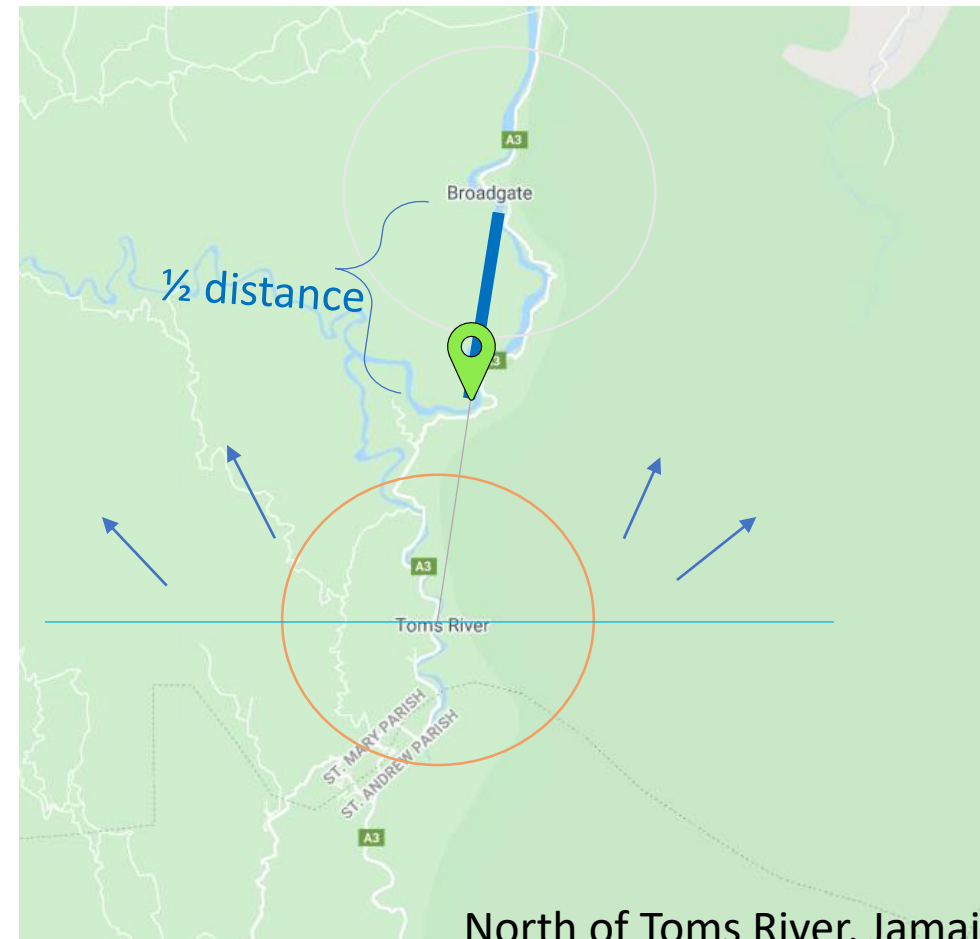 A3
Broadgate
½ distance
A3
A3
Toms River
ST. MARY PARISH
ST. ANDREW PARISH
A3
North of Toms River, Jamai